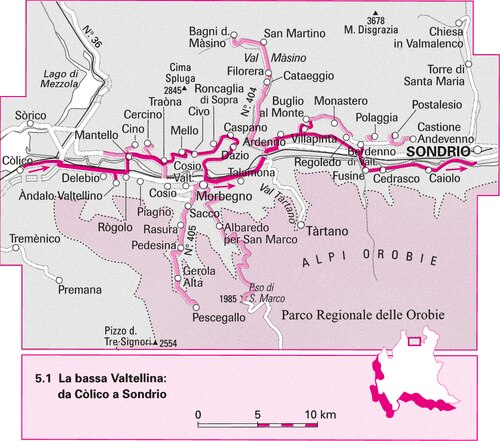 Bagni d.
Màsino
San Martino
3678
M. Disgrazia
Chiesa
in Valmalenco
N°. 36
Lago di
Mezzola
Cima
Spluga
2845
Val
Màsino
Filorera
Cataeggio
Torre di
Santa Maria
Roncaglia
di Sopra
N°. 404
Traòna
Cercino
Cino
Civo
Mello
Buglio
al Monte
Monastero
Postalesio
Polaggia
Sòrico
Mantello
Caspano
Castione
Andevenno
Ardenno
Villapinta
Dazio
Cosio
SONDRIO
Còlico
Regoledo
Berbenno
di Valt.
Delebio
Cosio
Valt.
Talamona
Fusine
Cedrasco
Caiolo
Àndalo Valtellino
Morbegno
Val Tàrtano
Piagno
Sacco
Rògolo
Rasura
Albaredo
per San Marco
Tàrtano
Tremènico
Pedesina
N°. 405
ALPI OROBIE
Premana
Gerola
Alta
P.so di
S. Marco
1985
Pescegallo
Parco Regionale delle Orobie
Pizzo d.
Tre Signori
2554
5.1 La bassa Valtellina:
da Còlico a Sondrio
0 5 10 km